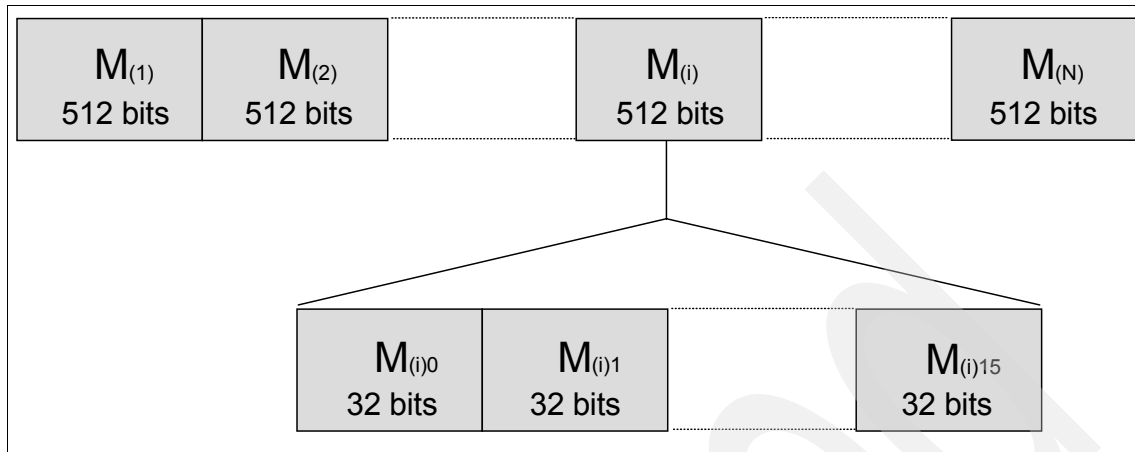 M(1) M(2) M(i) M(N)
512 bits 512 bits 512 bits 512 bits
M(i)0 M(i)1 M(i)15
32 bits 32 bits 32 bits